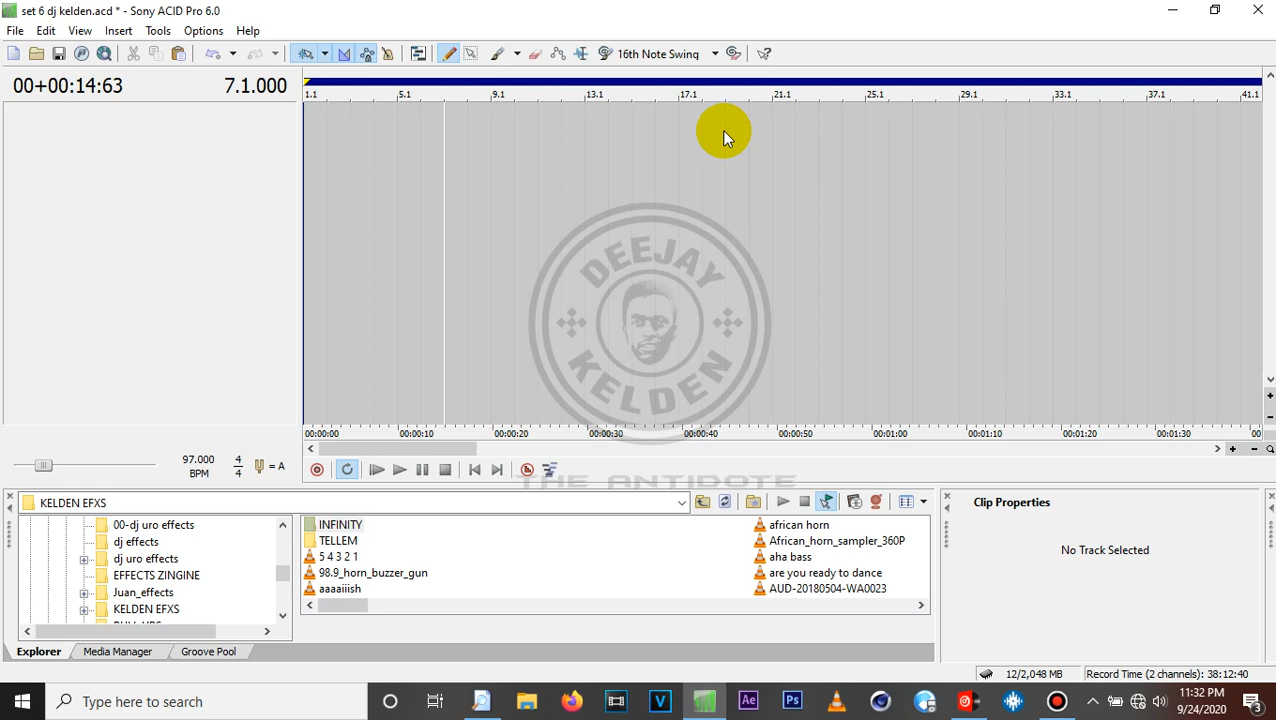 set 6 dj kelden.acd * - Sony ACID Pro 6.0
File Edit View Insert Tools Options Help
16th Note Swing
00+00:14:63 7.1.000
1.1 5.1 9.1 13.1 17.1 21.1 25.1 29.1 33.1 37.1 41.1
DEEJAY
KELDEN
00:00:00 00:00:10 00:00:20 00:00:30 00:00:40 00:00:50 00:01:00 00:01:10 00:01:20 00:01:30 00
97.000
BPM
4
4
= A
THE ANTIDOTE
KELDEN EFXS
00-dj uro effects
dj effects
dj uro effects
EFFECTS ZINGINE
Juan_effects
KELDEN EFXS
INFINITY
TELLEM
5 4 3 2 1
98.9_horn_buzzer_gun
aaaaiiish
african horn
African_horn_sampler_360P
aha bass
are you ready to dance
AUD-20180504-WA0023
Clip Properties
No Track Selected
Explorer Media Manager Groove Pool
12/2,048 MB Record Time (2 channels): 38:12:40
Type here to search
V
Ae
Ps
11:32 PM
9/24/2020
3